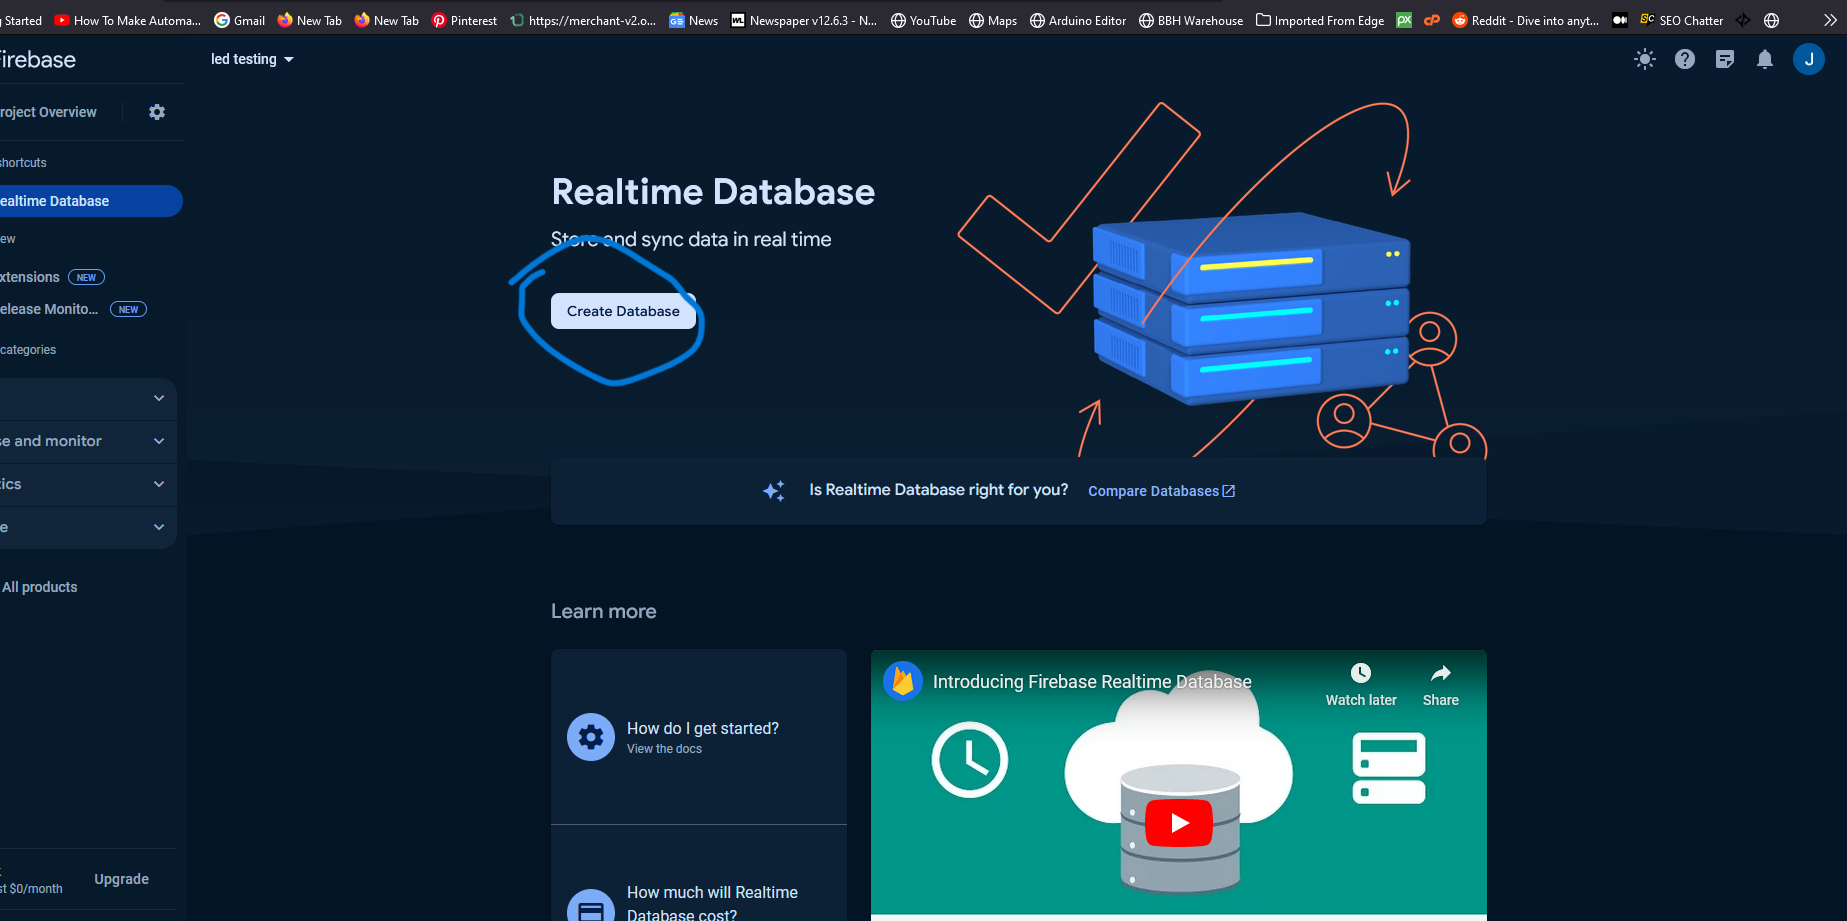 g Started How To Make Automa... Gmail New Tab New Tab Pinterest https://merchant-v2.o... News Newspaper v12.6.3 - N... YouTube Maps Arduino Editor BBH Warehouse Imported From Edge Reddit - Dive into anyt... SEO Chatter
irebase
led testing
J
roject Overview
shortcuts
ealtime Database
ew
xtensions NEW
elease Monito... NEW
categories
se and monitor
tics
e
All products
st $0/month
Upgrade
Realtime Database
Store and sync data in real time
Create Database
Is Realtime Database right for you? Compare Databases
Learn more
How do I get started?
View the docs
How much will Realtime
Database cost?
Introducing Firebase Realtime Database
Watch later
Share